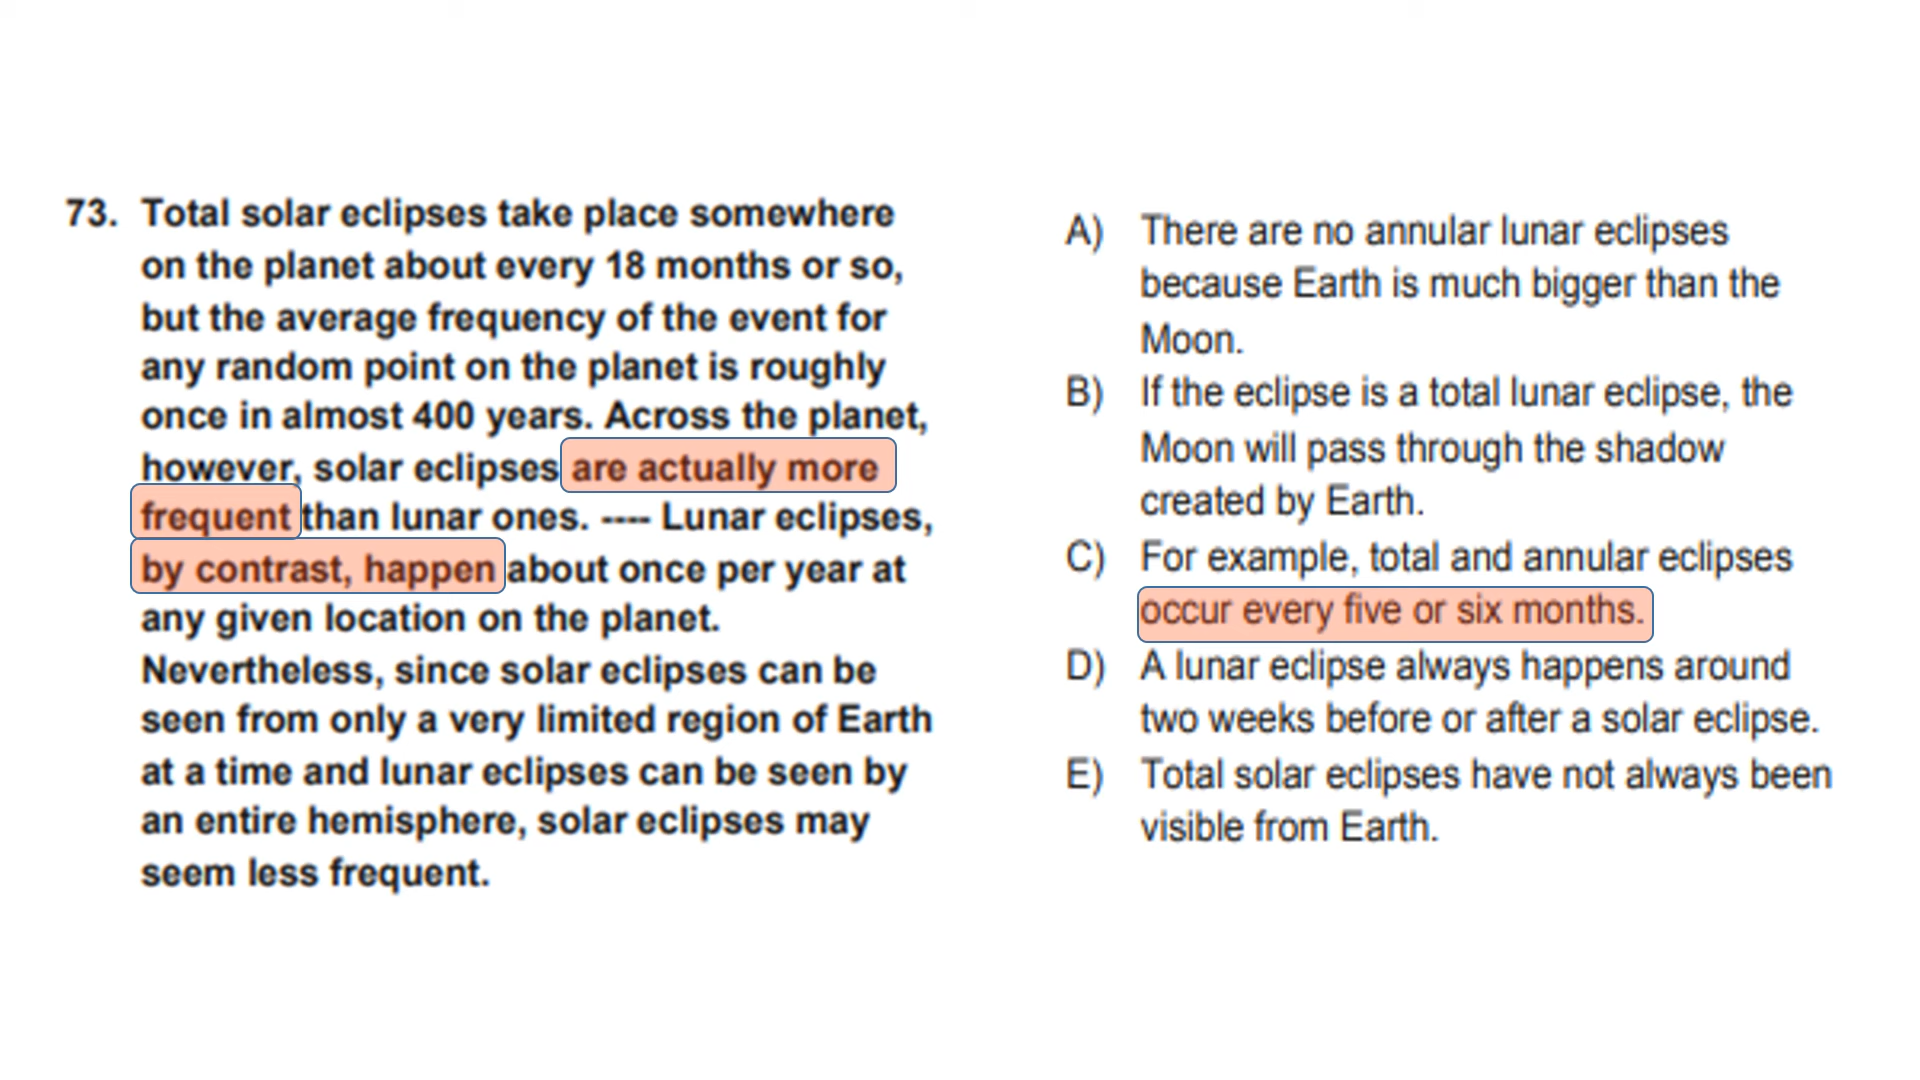 73. Total solar eclipses take place somewhere
on the planet about every 18 months or so,
but the average frequency of the event for
any random point on the planet is roughly
once in almost 400 years. Across the planet,
however, solar eclipses are actually more
frequent than lunar ones. ---- Lunar eclipses,
by contrast, happen about once per year at
any given location on the planet.
Nevertheless, since solar eclipses can be
seen from only a very limited region of Earth
at a time and lunar eclipses can be seen by
an entire hemisphere, solar eclipses may
seem less frequent.
A) There are no annular lunar eclipses
because Earth is much bigger than the
Moon.
B) If the eclipse is a total lunar eclipse, the
Moon will pass through the shadow
created by Earth.
C) For example, total and annular eclipses
occur every five or six months.
D) A lunar eclipse always happens around
two weeks before or after a solar eclipse.
E) Total solar eclipses have not always been
visible from Earth.